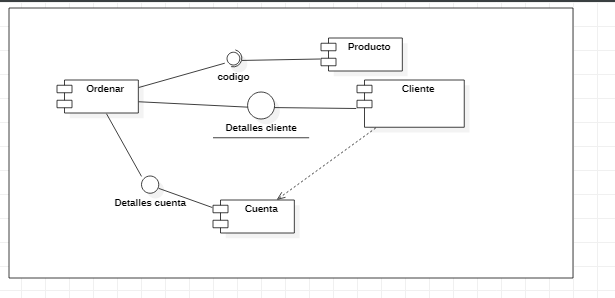 Producto
codigo
Ordenar
Cliente
Detalles cliente
Detalles cuenta
Cuenta